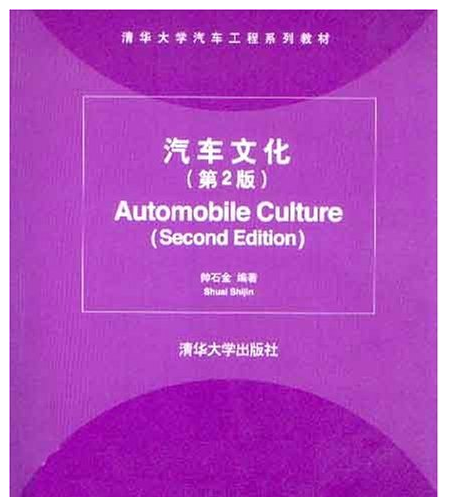 清华大学汽车工程系列教材
汽车文化
(第2版)
Automobile Culture
(Second Edition)
帅石金 编著
Shuai Shijin
清华大学出版社